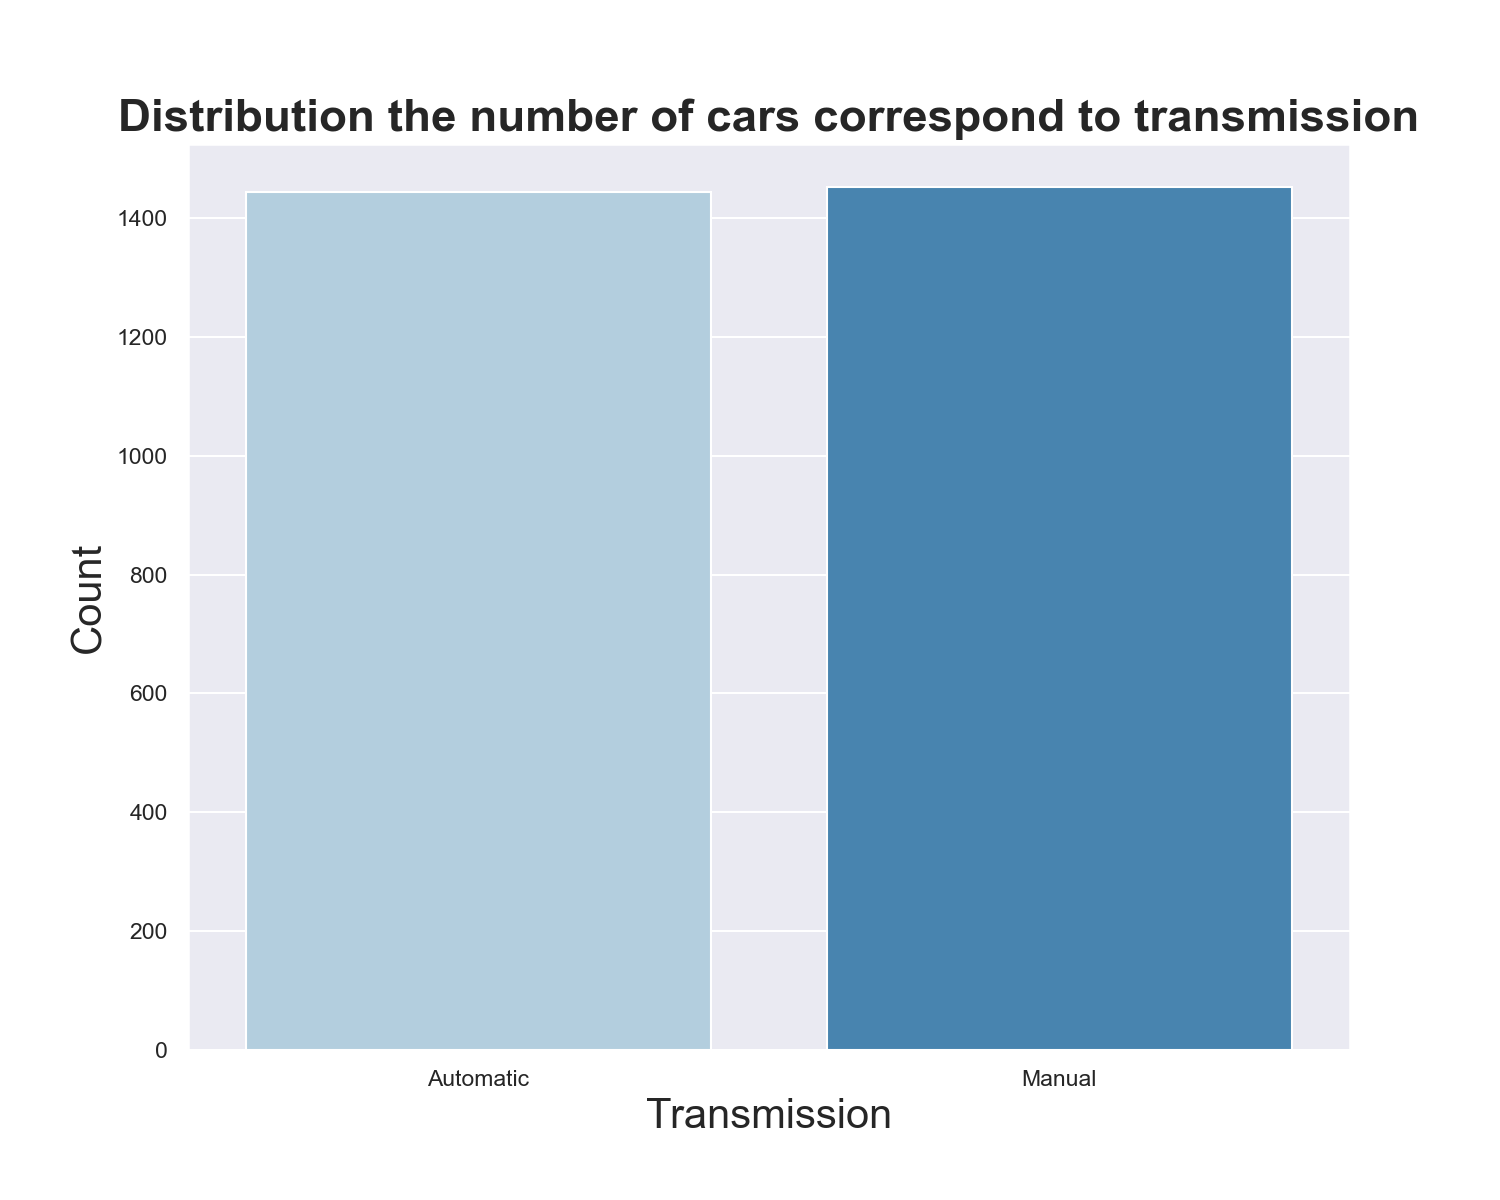 Distribution the number of cars correspond to transmission
1400
1200
1000
800
600
400
200
0
Count
Automatic Manual
Transmission